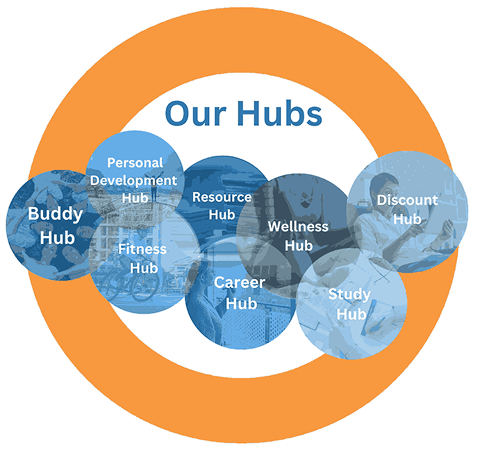 Our Hubs
Personal
Development
Hub
Buddy
Hub
Resource
Hub
Discount
Hub
Wellness
Hub
Fitness
Hub
Career
Hub
Study
Hub